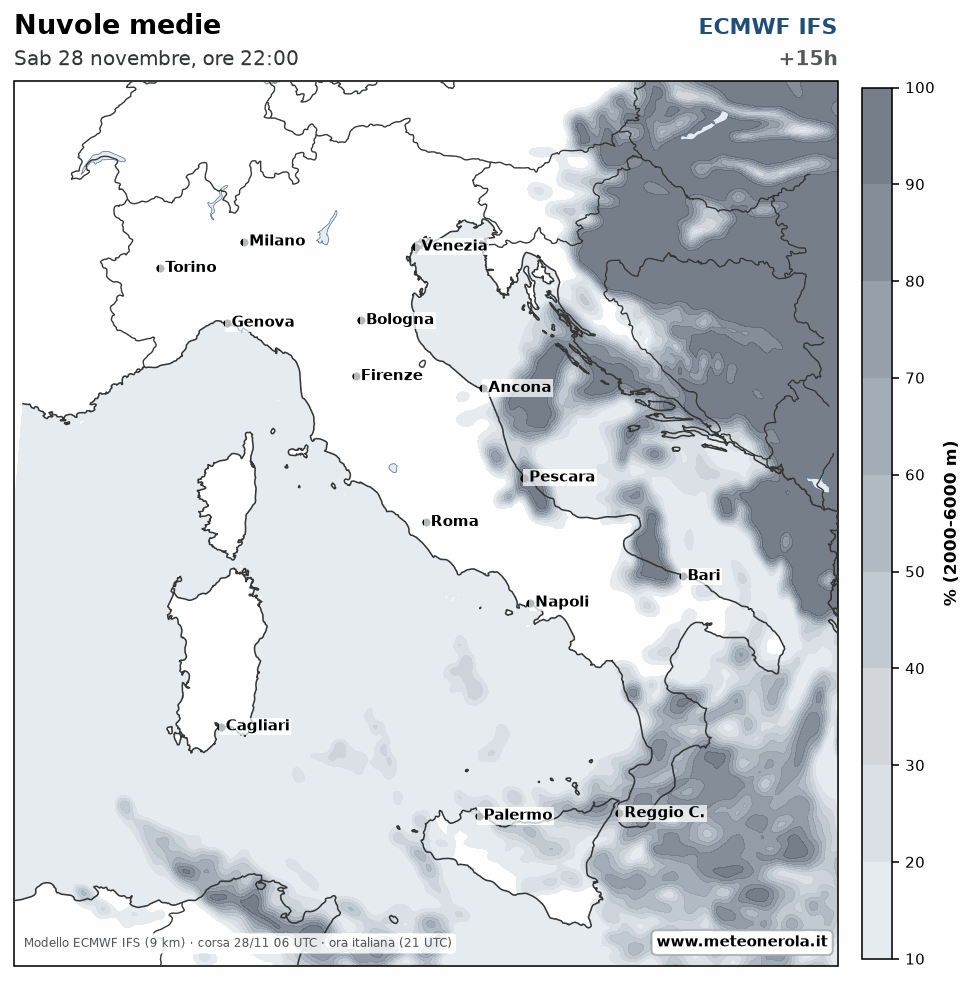 Nuvole medie
ECMWF IFS
Sab 28 novembre, ore 22:00
+15h
Milano
Venezia
Torino
Genova
Bologna
Firenze
Ancona
Pescara
Roma
Bari
Napoli
Cagliari
Palermo
Reggio C.
Modello ECMWF IFS (9 km) · corsa 28/11 06 UTC · ora italiana (21 UTC)
www.meteonerola.it
100
90
80
70
60
50
40
30
20
10
% (2000-6000 m)